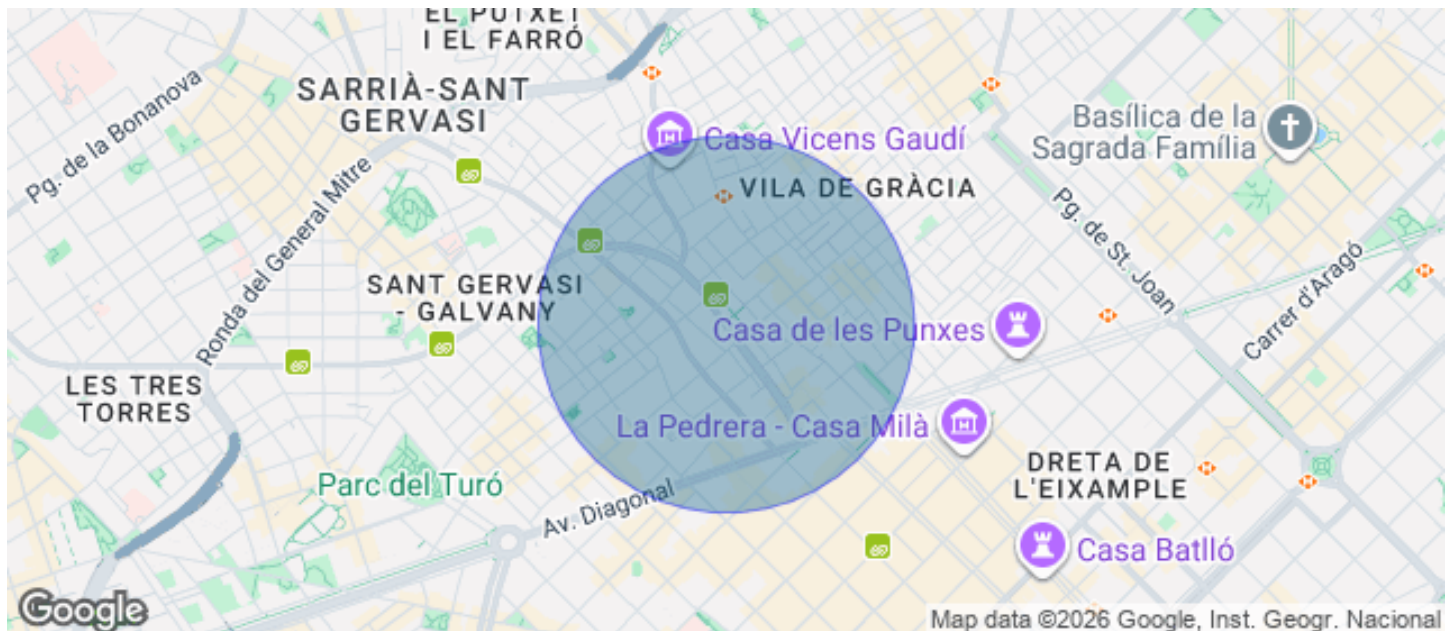 EL PUTXET
I EL FARRÓ
SARRIÀ-SANT
GERVASI
Pg. de la Bonanova
Casa Vicens Gaudí
Basílica de la
Sagrada Família
VILA DE GRÀCIA
Ronda del General Mitre
Pg. de St. Joan
SANT GERVASI
- GALVANY
Carrer d'Aragó
Casa de les Punxes
LES TRES
TORRES
La Pedrera - Casa Milà
DRETA DE
L'EIXAMPLE
Parc del Turó
Av. Diagonal
Casa Batlló
Google
Map data ©2026 Google, Inst. Geogr. Nacional